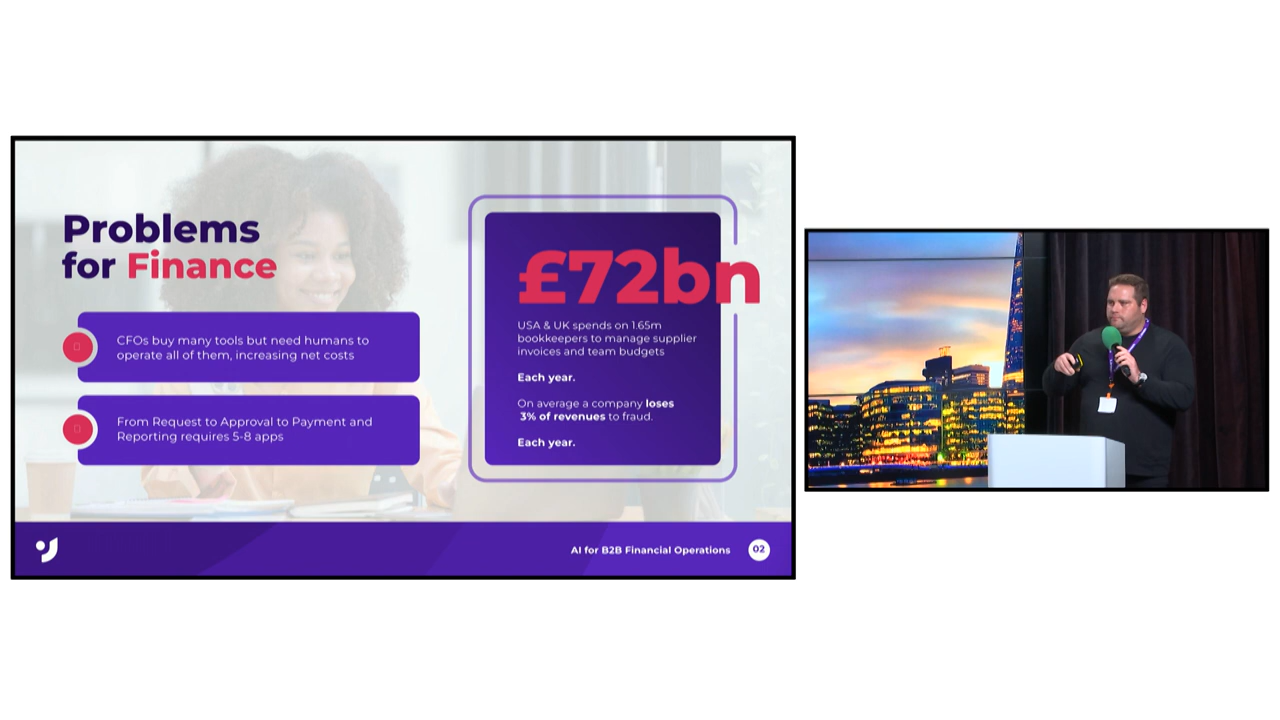 Problems
for Finance
CFOs buy many tools but need humans to
operate all of them, increasing net costs
From Request to Approval to Payment and
Reporting requires 5-8 apps
£72bn
USA & UK spends on 1.65m
bookkeepers to manage supplier
invoices and team budgets
Each year.
On average a company loses
3% of revenues to fraud.
Each year.
AI for B2B Financial Operations
02